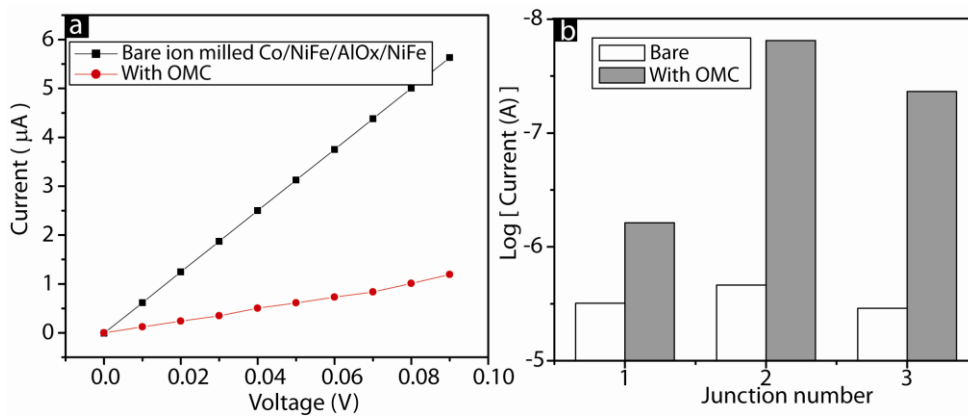 a
Bare ion milled Co/NiFe/AlOx/NiFe
With OMC
6
5
4
3
2
1
0
Current ( μA)
0.0
0.02
0.04
0.06
0.08
0.10
Voltage (V)
b
Bare
With OMC
-8
-7
-6
-5
Log [ Current (A) ]
1
2
3
Junction number